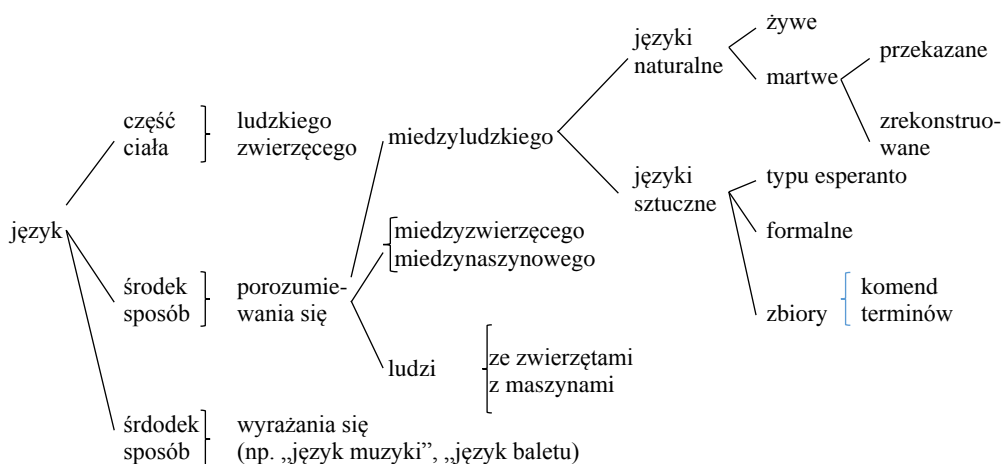 język
część
ciała
ludzkiego
zwierzęcego
środek
sposób
porozumie-
wania się
śrdodek
sposób
wyrażania się
(np. „język muzyki”, „język baletu)
miedzyludzkiego
miedzyzwierzęcego
miedzynaszynowego
ludzi
ze zwierzętami
z maszynami
języki
naturalne
żywe
martwe
przekazane
zrekonstruo-
wane
języki
sztuczne
typu esperanto
formalne
zbiory
komend
terminów